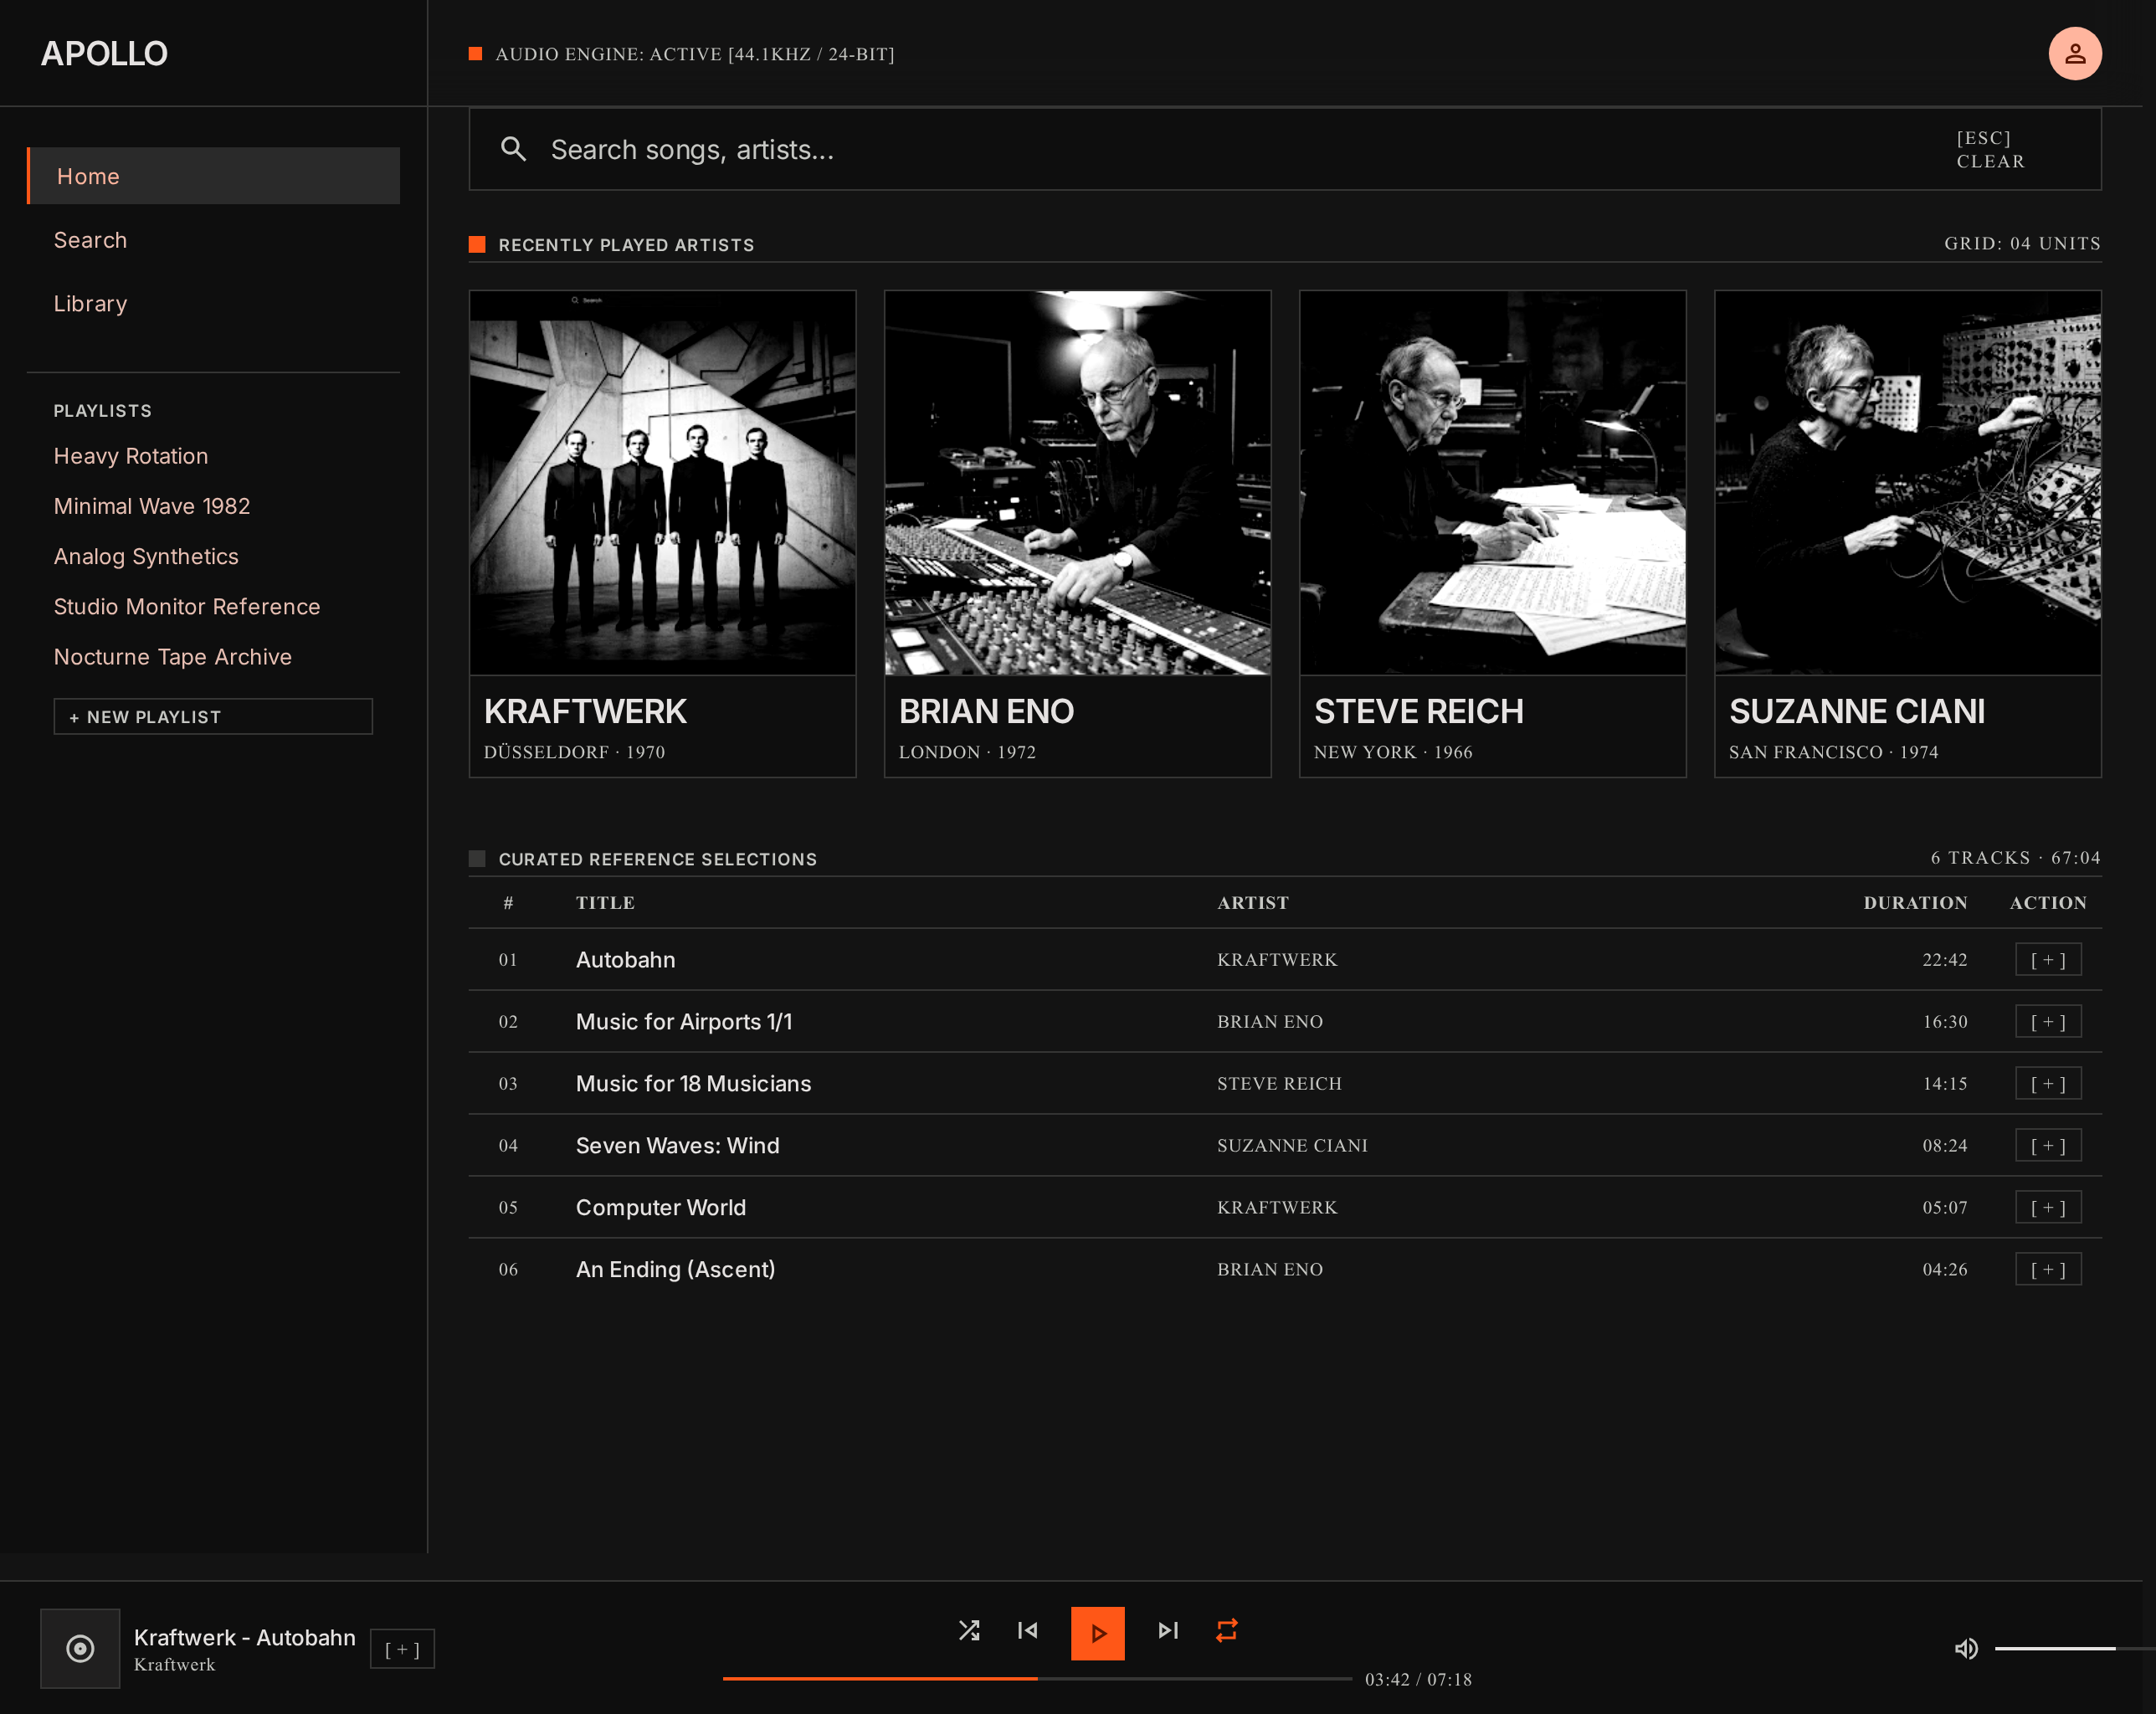 APOLLO
AUDIO ENGINE: ACTIVE [44.1KHZ / 24-BIT]
Home
Search
Library
PLAYLISTS
Heavy Rotation
Minimal Wave 1982
Analog Synthetics
Studio Monitor Reference
Nocturne Tape Archive
+ NEW PLAYLIST
Search songs, artists...
[ESC]
CLEAR
RECENTLY PLAYED ARTISTS
GRID: 04 UNITS
Search
KRAFTWERK
DÜSSELDORF · 1970
BRIAN ENO
LONDON · 1972
STEVE REICH
NEW YORK · 1966
SUZANNE CIANI
SAN FRANCISCO · 1974
CURATED REFERENCE SELECTIONS
6 TRACKS · 67:04
# TITLE ARTIST DURATION ACTION
01 Autobahn KRAFTWERK 22:42 [ + ]
02 Music for Airports 1/1 BRIAN ENO 16:30 [ + ]
03 Music for 18 Musicians STEVE REICH 14:15 [ + ]
04 Seven Waves: Wind SUZANNE CIANI 08:24 [ + ]
05 Computer World KRAFTWERK 05:07 [ + ]
06 An Ending (Ascent) BRIAN ENO 04:26 [ + ]
Kraftwerk - Autobahn
Kraftwerk
[ + ]
03:42 / 07:18